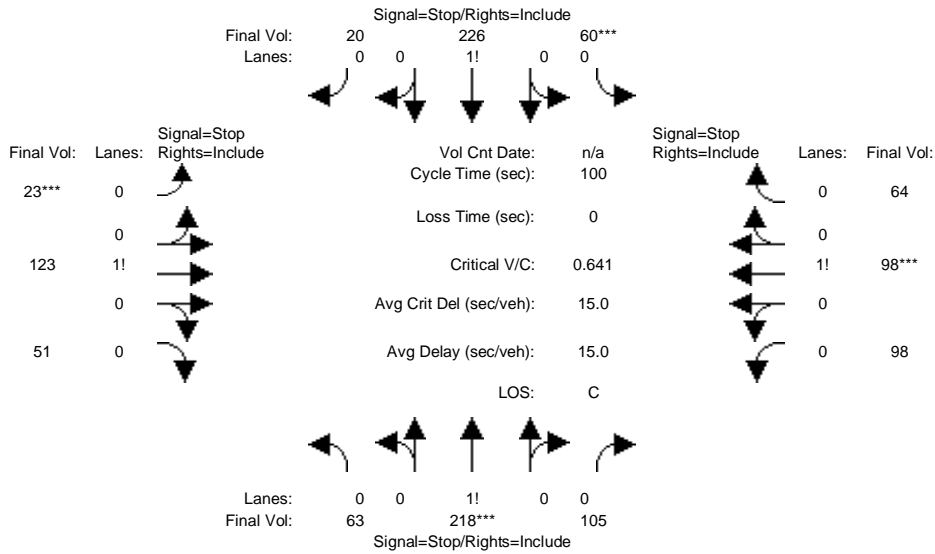 Signal=Stop/Rights=Include
Final Vol: 20 226 60***
Lanes: 0 0 1! 0 0
Signal=Stop
Final Vol: Lanes: Rights=Include
Vol Cnt Date: n/a
Signal=Stop
Rights=Include Lanes: Final Vol:
Cycle Time (sec): 100
23*** 0
0 64
Loss Time (sec): 0
0
0
123 1!
Critical V/C: 0.641
1! 98***
0
Avg Crit Del (sec/veh): 15.0
0
51 0
Avg Delay (sec/veh): 15.0
0 98
LOS: C
Lanes: 0 0 1! 0 0
Final Vol: 63 218*** 105
Signal=Stop/Rights=Include